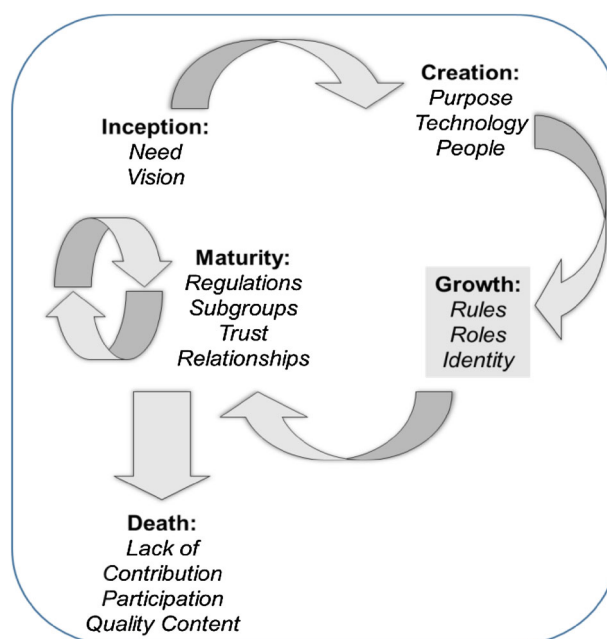 Inception:
Need
Vision
Creation:
Purpose
Technology
People
Growth:
Rules
Roles
Identity
Maturity:
Regulations
Subgroups
Trust
Relationships
Death:
Lack of
Contribution
Participation
Quality Content